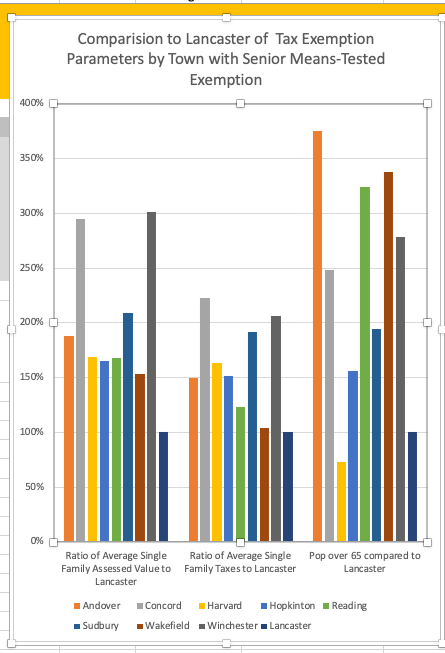 Comparision to Lancaster of Tax Exemption
Parameters by Town with Senior Means-Tested
Exemption
400%
350%
300%
250%
200%
150%
100%
50%
0%
Ratio of Average Single
Family Assessed Value to
Lancaster
Ratio of Average Single
Family Taxes to Lancaster
Pop over 65 compared to
Lancaster
Andover Concord Harvard Hopkinton Reading
Sudbury Wakefield Winchester Lancaster